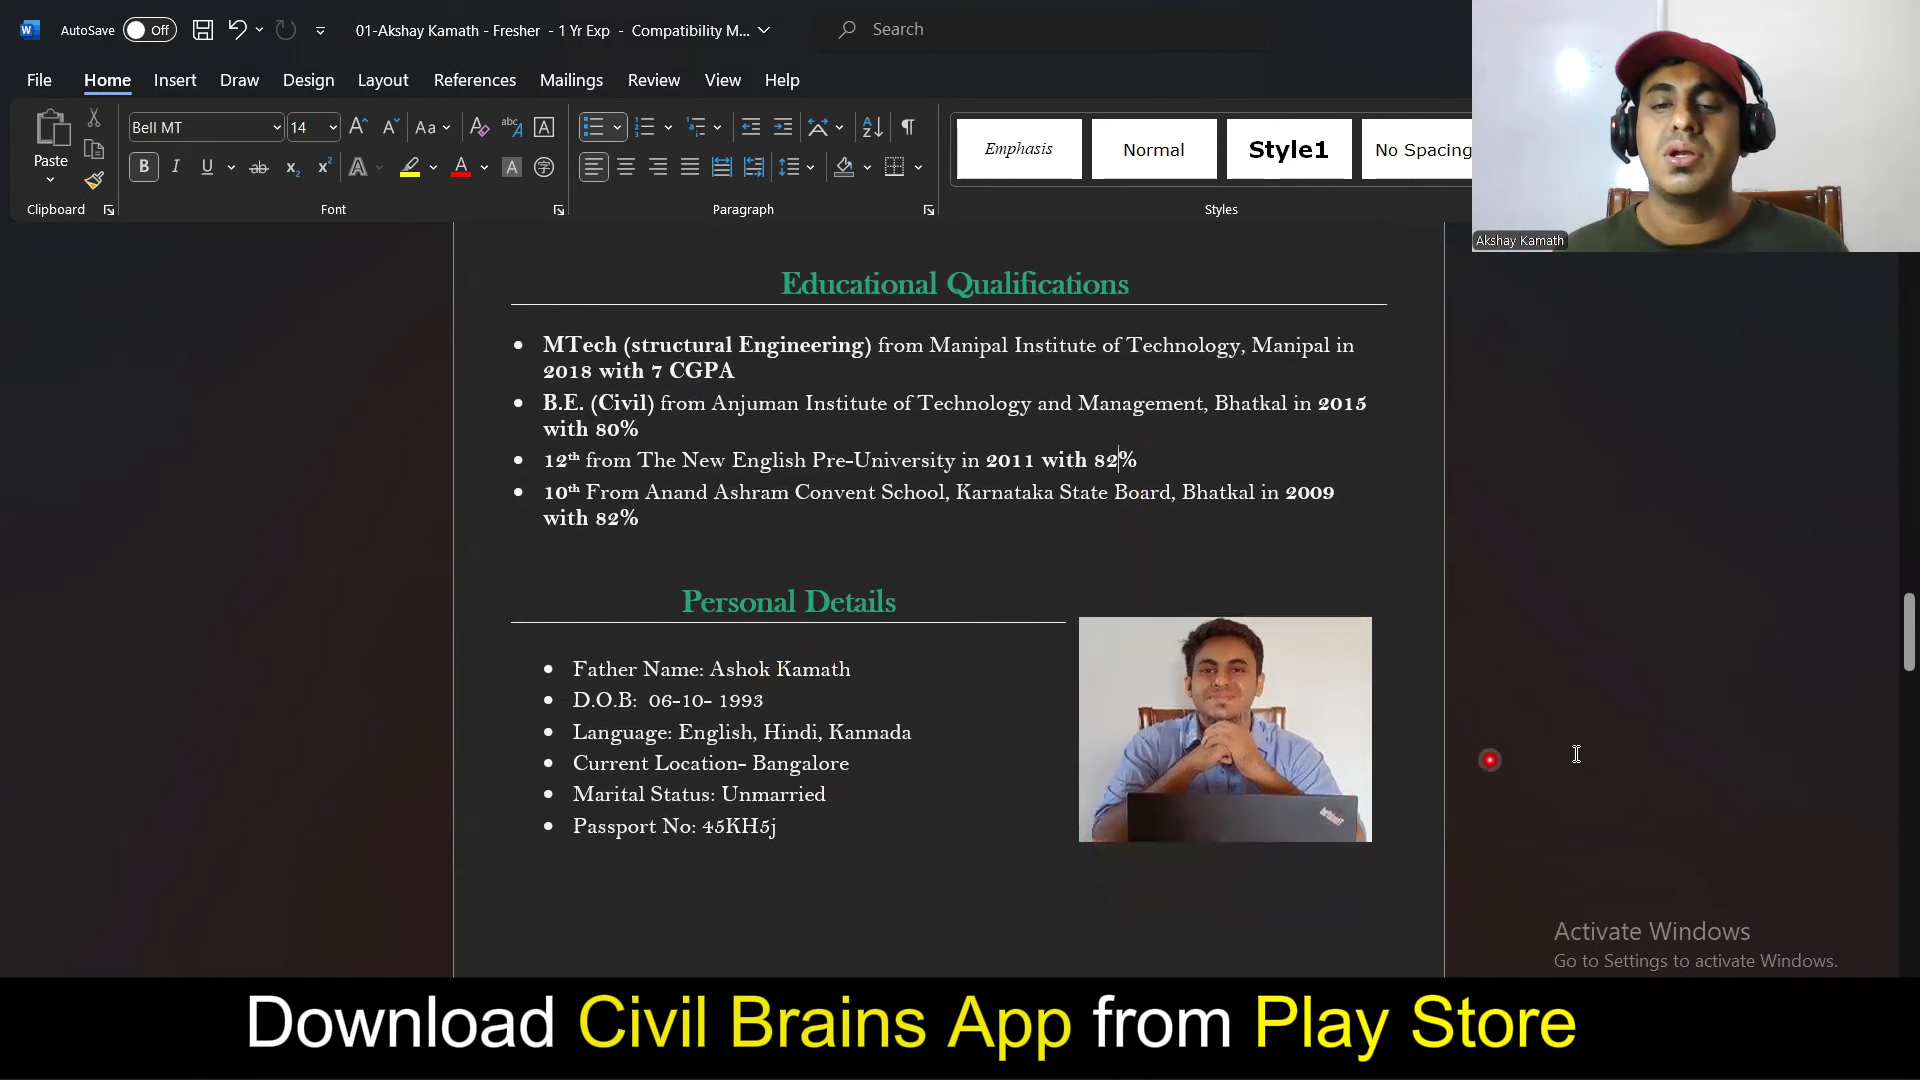 AutoSave Off 01-Akshay Kamath - Fresher - 1 Yr Exp - Compatibility M... Search
File Home Insert Draw Design Layout References Mailings Review View Help
Paste Bell MT 14 Aa
Emphasis Normal Style1 No Spacing
Clipboard Font Paragraph Styles
Akshay Kamath
Educational Qualifications
• MTech (structural Engineering) from Manipal Institute of Technology, Manipal in
2018 with 7 CGPA
• B.E. (Civil) from Anjuman Institute of Technology and Management, Bhatkal in 2015
with 80%
• 12th from The New English Pre-University in 2011 with 82%
• 10th From Anand Ashram Convent School, Karnataka State Board, Bhatkal in 2009
with 82%
Personal Details
• Father Name: Ashok Kamath
• D.O.B: 06-10- 1993
• Language: English, Hindi, Kannada
• Current Location- Bangalore
• Marital Status: Unmarried
• Passport No: 45KH5j
Activate Windows
Go to Settings to activate Windows.
Download Civil Brains App from Play Store